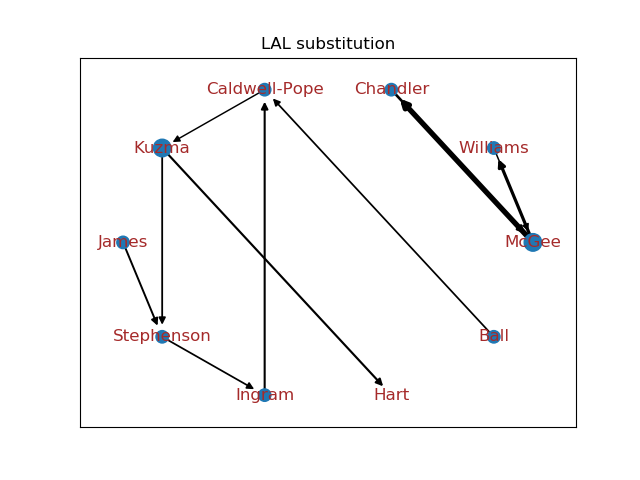 LAL substitution
Caldwell-Pope
Chandler
Kuzma
Williams
James
McGee
Stephenson
Ball
Ingram
Hart